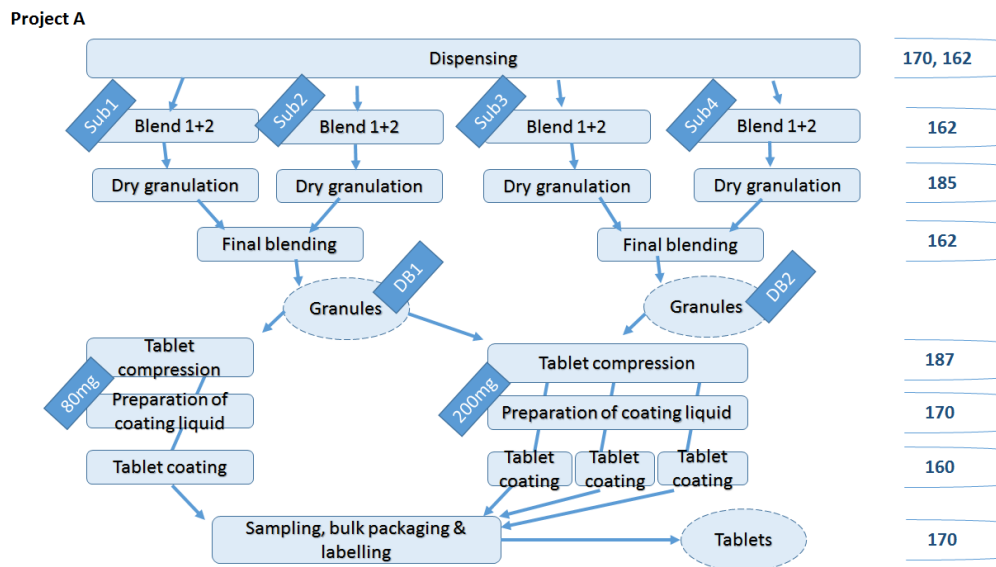 Project A
Dispensing
170, 162
Sub1
Sub2
Sub3
Sub4
Blend 1+2
Blend 1+2
Blend 1+2
Blend 1+2
162
Dry granulation
Dry granulation
Dry granulation
Dry granulation
185
Final blending
Final blending
162
Granules
DB1
Granules
DB2
Tablet
compression
Tablet compression
187
80mg
200mg
Preparation of
coating liquid
Preparation of coating liquid
170
Tablet coating
Tablet
coating
Tablet
coating
Tablet
coating
160
Sampling, bulk packaging &
labelling
Tablets
170